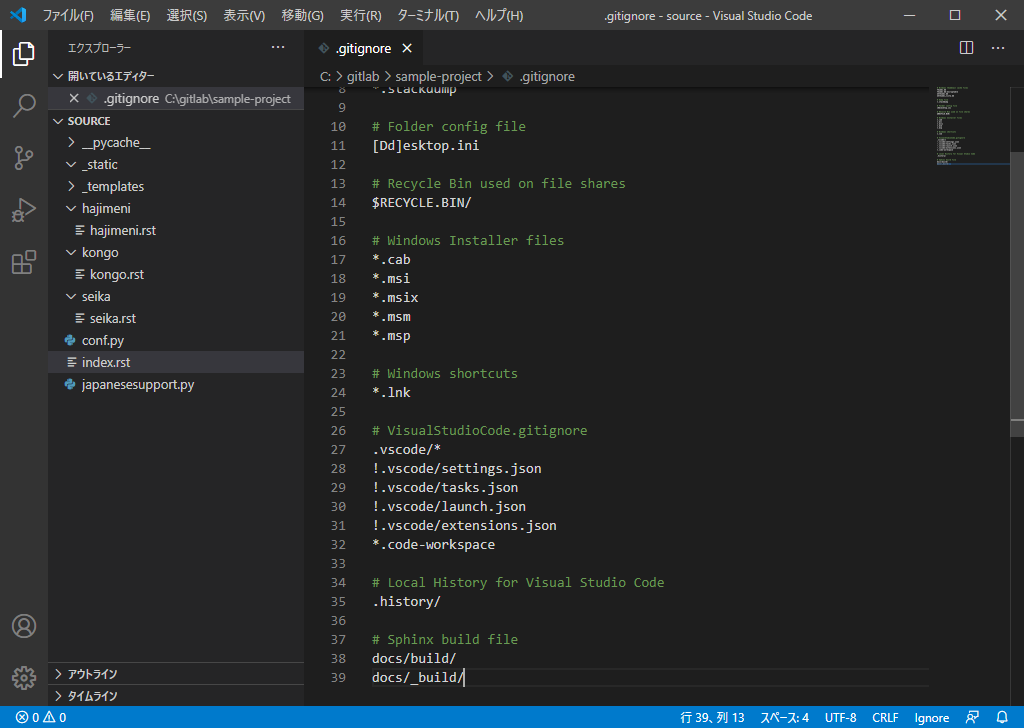 ファイル(F) 編集(E) 選択(S) 表示(V) 移動(G) 実行(R) ターミナル(T) ヘルプ(H) .gitignore - source - Visual Studio Code
エクスプローラー
開いているエディター
.gitignore C:\gitlab\sample-project
SOURCE
__pycache__
_static
_templates
hajimeni
hajimeni.rst
kongo
kongo.rst
seika
seika.rst
conf.py
index.rst
japanesesupport.py
アウトライン
タイムライン
.gitignore
C: > gitlab > sample-project > .gitignore
8 *.stackdump
9
10 # Folder config file
11 [Dd]esktop.ini
12
13 # Recycle Bin used on file shares
14 $RECYCLE.BIN/
15
16 # Windows Installer files
17 *.cab
18 *.msi
19 *.msix
20 *.msm
21 *.msp
22
23 # Windows shortcuts
24 *.lnk
25
26 # VisualStudioCode.gitignore
27 .vscode/*
28 !.vscode/settings.json
29 !.vscode/tasks.json
30 !.vscode/launch.json
31 !.vscode/extensions.json
32 *.code-workspace
33
34 # Local History for Visual Studio Code
35 .history/
36
37 # Sphinx build file
38 docs/build/
39 docs/_build/
0 0 行 39、列 13 スペース: 4 UTF-8 CRLF Ignore